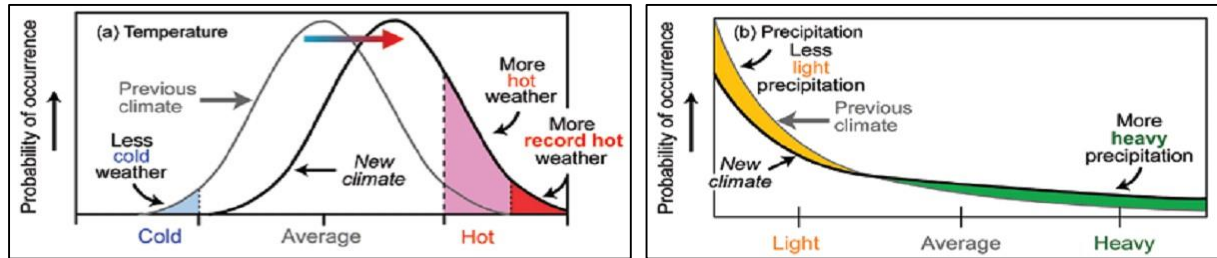 (a) Temperature
Probability of occurrence
Previous
climate
Less
cold
weather
New
climate
More
hot
weather
More
record hot
weather
Cold
Average
Hot
(b) Precipitation
Less
light
precipitation
Probability of occurrence
Previous
climate
New
climate
More
heavy
precipitation
Light
Average
Heavy